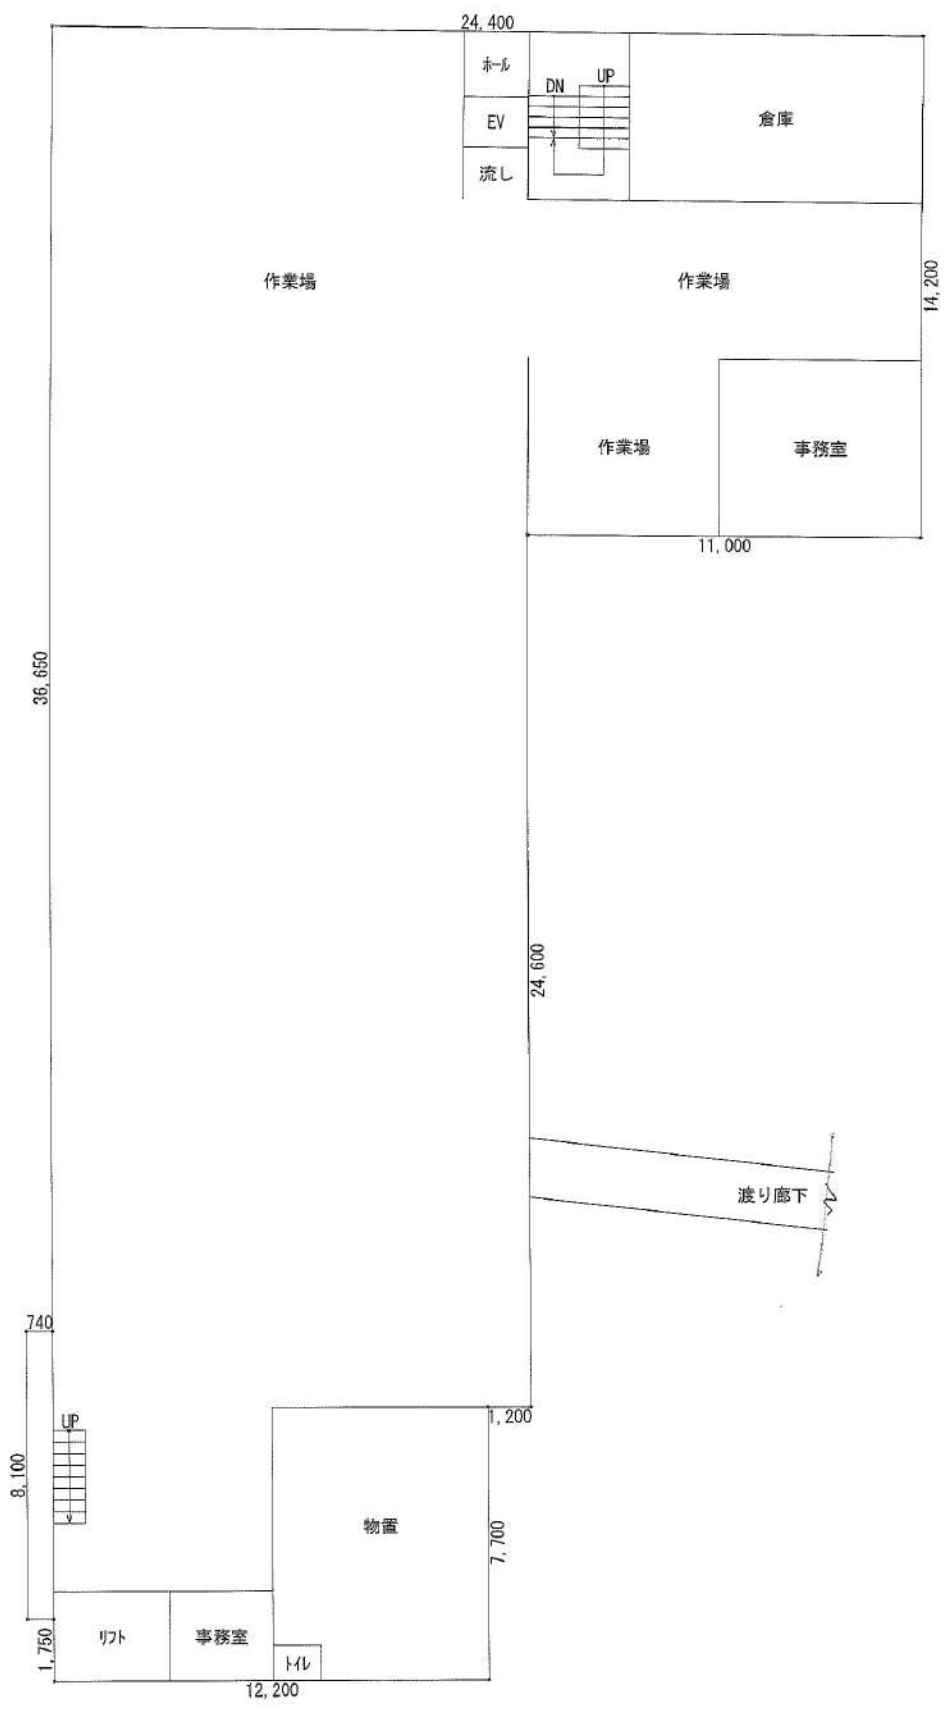 24,400
ホール
DN
UP
EV
倉庫
流し
作業場
作業場
14,200
作業場
事務室
11,000
36,650
24,600
渡り廊下
740
UP
1,200
8,100
物置
7,700
リフト
事務室
1,750
トイレ
12,200